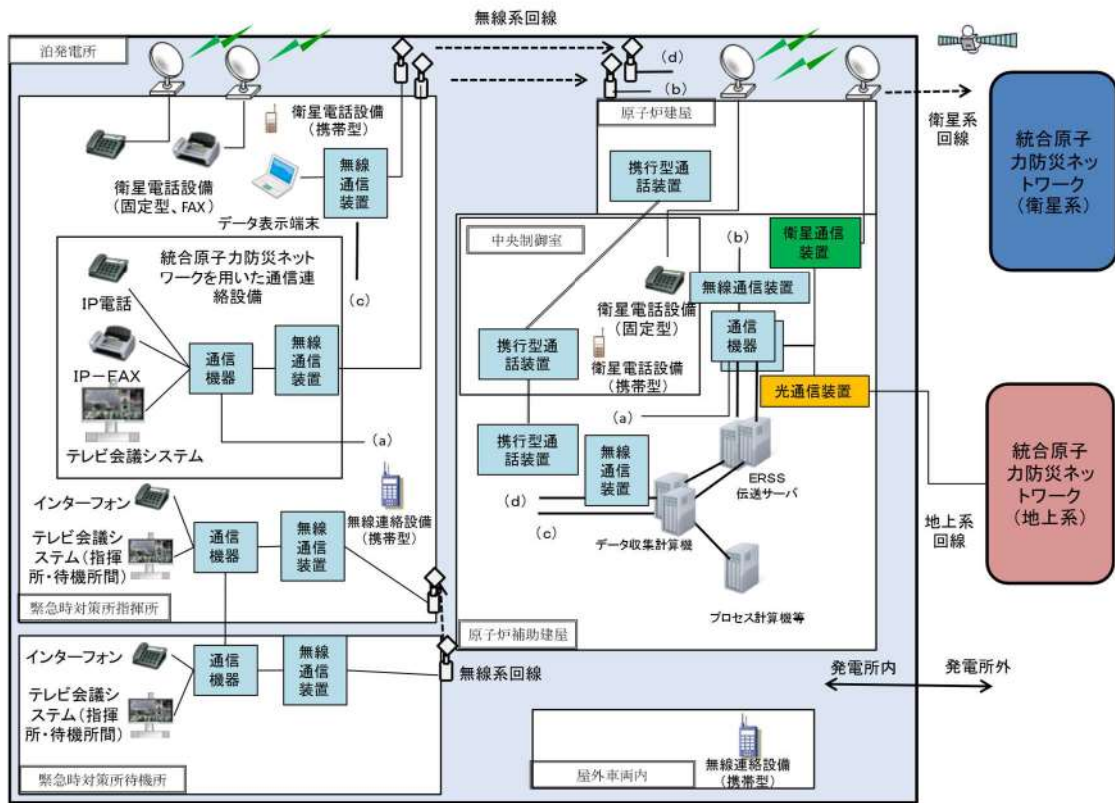 無線系回線
泊発電所
(d)
(b)
衛星電話設備
(携帯型)
無線
通信
装置
衛星電話設備
(固定型、FAX)
データ表示端末
(c)
統合原子力防災ネット
ワークを用いた通信連
絡設備
IP電話
IP-FAX
テレビ会議システム
通信
機器
無線
通信
装置
(a)
インターフォン
テレビ会議シ
ステム(指揮
所・待機所間)
通信
機器
無線
通信
装置
無線連絡設備
(携帯型)
緊急時対策所指揮所
インターフォン
テレビ会議シ
ステム(指揮
所・待機所間)
通信
機器
無線
通信
装置
無線系回線
緊急時対策所待機所
原子炉建屋
携行型通
話装置
中央制御室
(b)
衛星通信
装置
無線通信装置
衛星電話設備
(固定型)
通信
機器
携行型通
話装置
衛星電話設備
(携帯型)
光通信装置
(a)
携行型通
話装置
無線
通信
装置
ERSS
伝送サーバ
(d)
(c)
データ収集計算機
プロセス計算機等
原子炉補助建屋
屋外車両内
無線連絡設備
(携帯型)
発電所内
発電所外
衛星系
回線
統合原子
力防災ネッ
トワーク
(衛星系)
地上系
回線
統合原子
力防災ネッ
トワーク
(地上系)